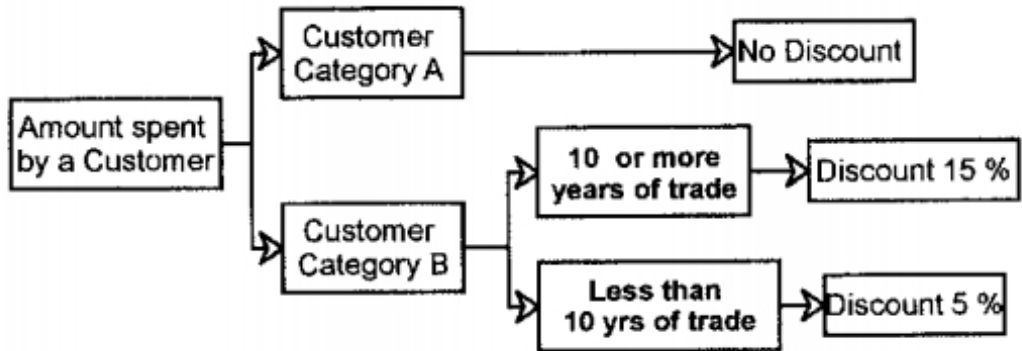 Customer
Category A
No Discount
Amount spent
by a Customer
10 or more
years of trade
Discount 15 %
Customer
Category B
Less than
10 yrs of trade
Discount 5 %